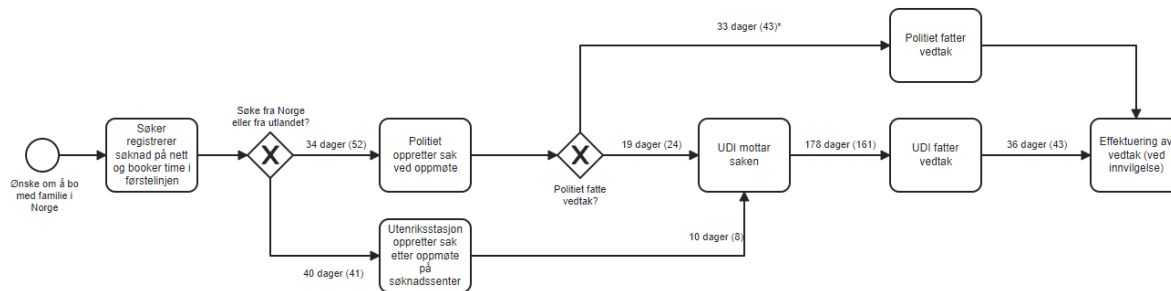 33 dager (43)*
Politiet fatter
vedtak
Søke fra Norge
eller fra utlandet?
Søker
registrerer
søknad på nett
og booker time i
førstelinjen
X
34 dager (52)
Politiet
oppretter sak
ved oppmøte
X
19 dager (24)
UDI mottar
saken
178 dager (161)
UDI fatter
vedtak
36 dager (43)
Effektuering av
vedtak (ved
innvilgelse)
Ønske om å bo
med familie i
Norge
Politiet fatte
vedtak?
Utenriksstasjon
oppretter sak
etter oppmøte
på
søknadssenter
40 dager (41)
10 dager (8)